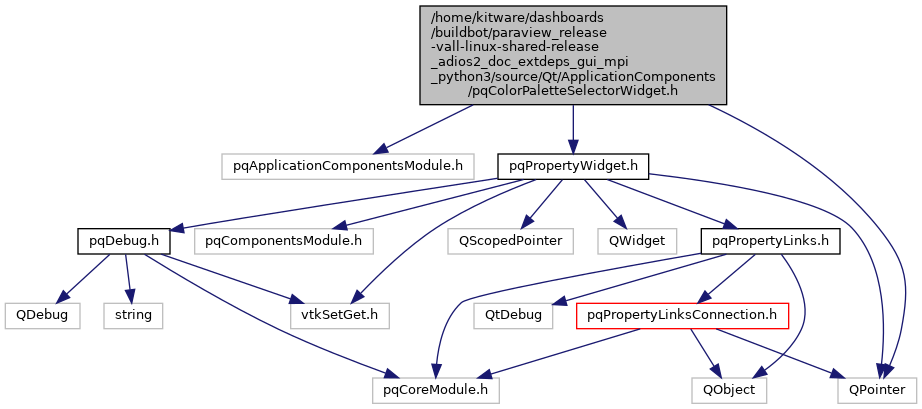 /home/kitware/dashboards
/buildbot/paraview_release
-vall-linux-shared-release
_adios2_doc_extdeps_gui_mpi
_python3/source/Qt/ApplicationComponents
/pqColorPaletteSelectorWidget.h
pqApplicationComponentsModule.h
pqPropertyWidget.h
pqDebug.h
pqComponentsModule.h
QScopedPointer
QWidget
pqPropertyLinks.h
QDebug
string
vtkSetGet.h
QtDebug
pqPropertyLinksConnection.h
pqCoreModule.h
QObject
QPointer